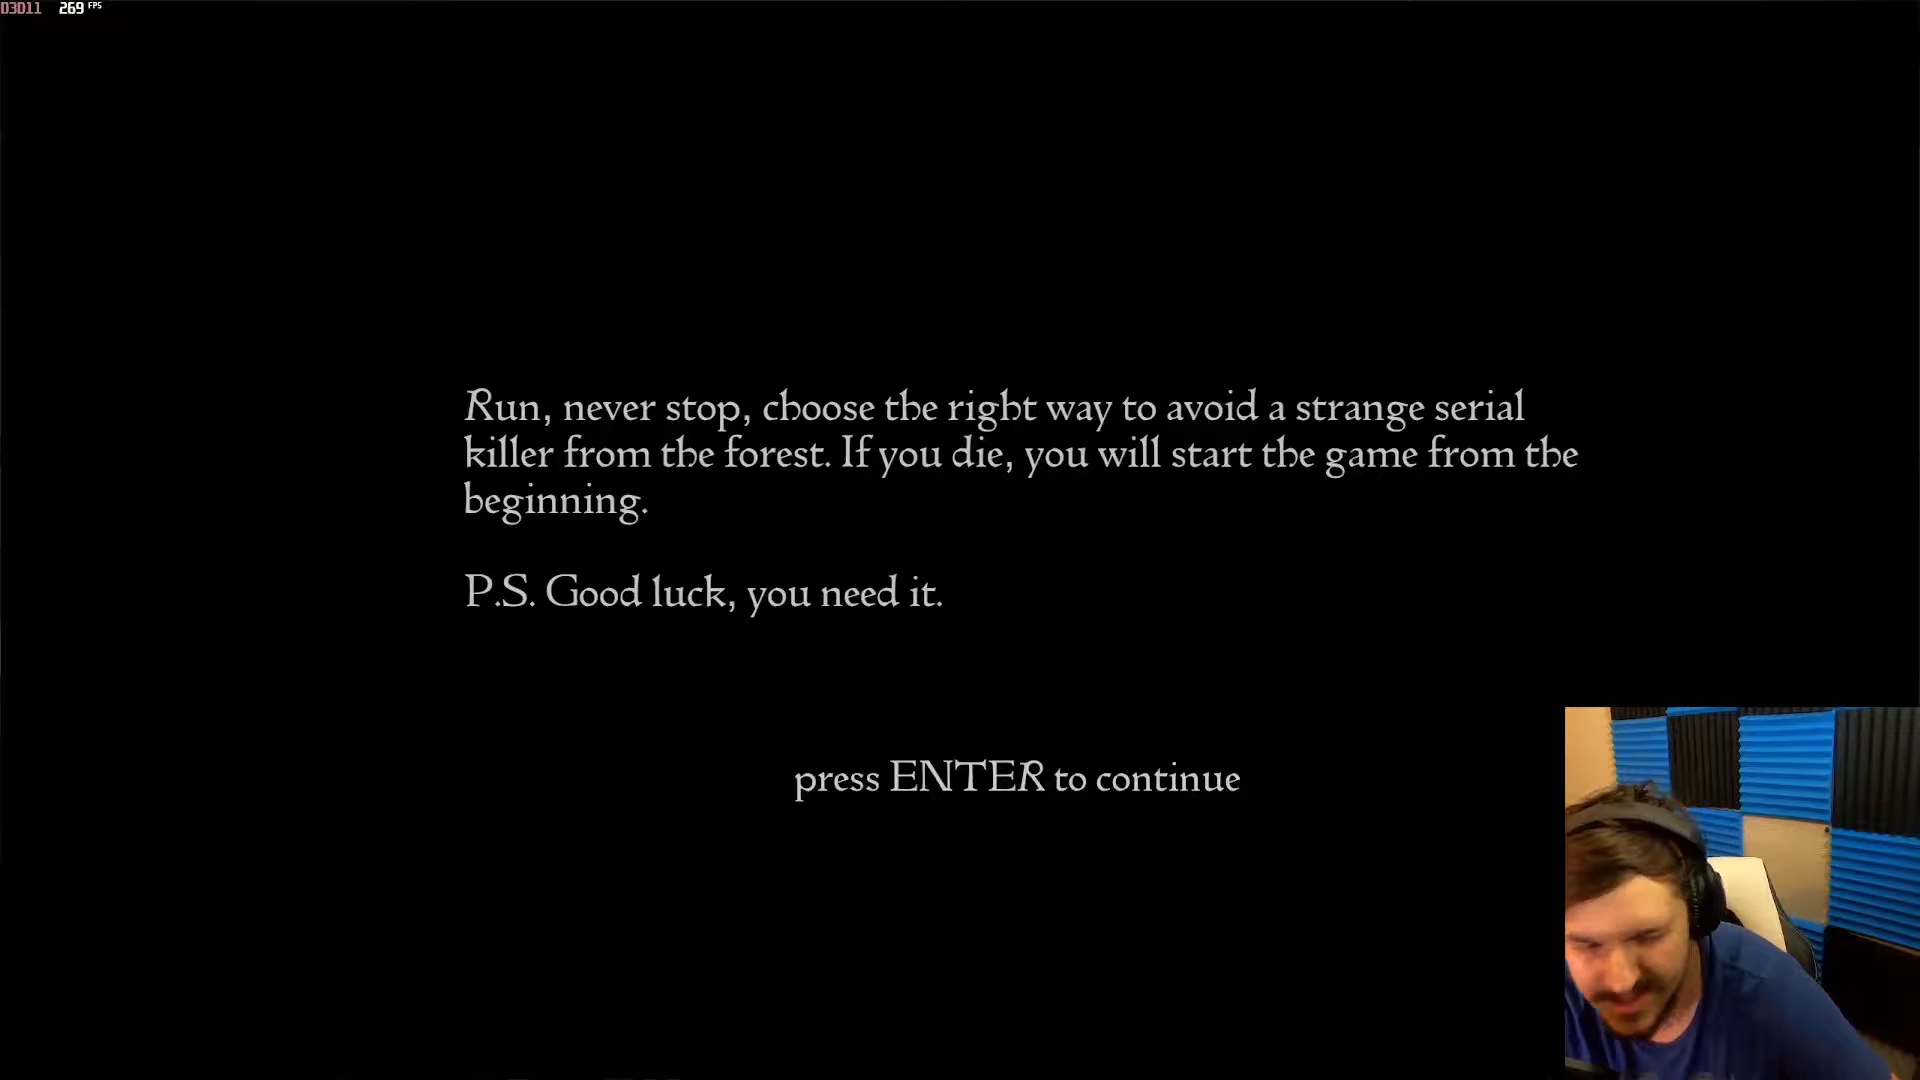 D3D11 269 FPS
Run, never stop, choose the right way to avoid a strange serial
killer from the forest. If you die, you will start the game from the
beginning.
P.S. Good luck, you need it.
press ENTER to continue